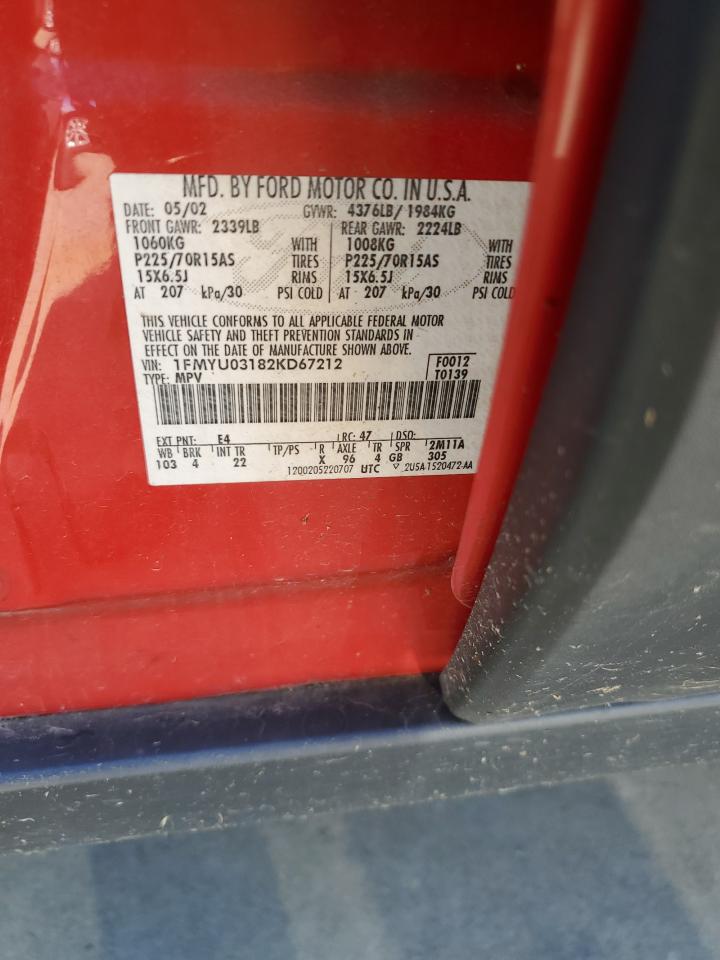 MFD. BY FORD MOTOR CO. IN U.S.A.
DATE: 05/02 GVWR: 4376LB/ 1984KG
FRONT GAWR: 2339LB REAR GAWR: 2224LB
1060KG WITH 1008KG WITH
P225/70R15AS TIRES P225/70R15AS TIRES
15X6.5J RIMS 15X6.5J RIMS
AT 207 kPa/30 PSI COLD AT 207 kPa/30 PSI COLD
THIS VEHICLE CONFORMS TO ALL APPLICABLE FEDERAL MOTOR
VEHICLE SAFETY AND THEFT PREVENTION STANDARDS IN
EFFECT ON THE DATE OF MANUFACTURE SHOWN ABOVE.
VIN: 1FMYU03182KD67212 F0012
TYPE: MPV T0139
EXT PNT: E4 RC: 47 DSO:
WB BRK INT TR TP/PS R AXLE TR SPR 2M11A
103 4 22 X 96 4 GB 305
1200205220707 UTC 2U5A-1520472-AA